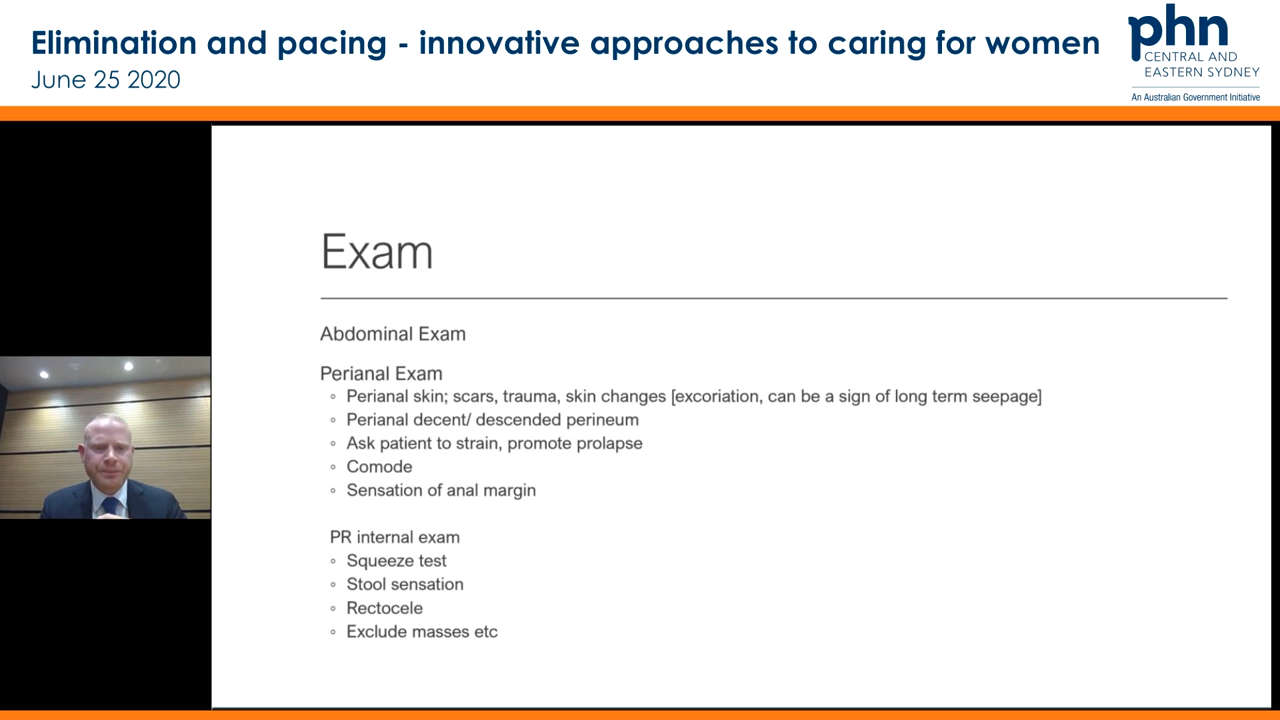 Elimination and pacing - innovative approaches to caring for women
June 25 2020
phn
CENTRAL AND
EASTERN SYDNEY
An Australian Government Initiative
Exam
Abdominal Exam
Perianal Exam
◦ Perianal skin; scars, trauma, skin changes [excoriation, can be a sign of long term seepage]
◦ Perianal decent/ descended perineum
◦ Ask patient to strain, promote prolapse
◦ Comode
◦ Sensation of anal margin
PR internal exam
◦ Squeeze test
◦ Stool sensation
◦ Rectocele
◦ Exclude masses etc